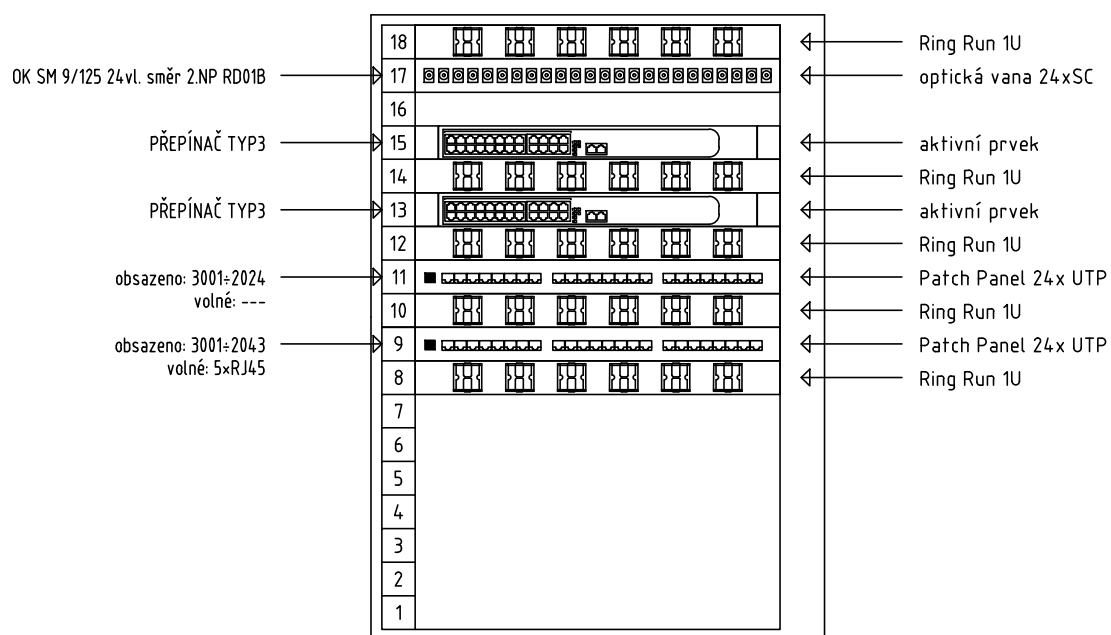 18
Ring Run 1U
OK SM 9/125 24vl. směr 2.NP RD01B
17
optická vana 24xSC
16
PŘEPÍNAČ TYP3
15
aktivní prvek
14
Ring Run 1U
PŘEPÍNAČ TYP3
13
aktivní prvek
12
Ring Run 1U
obsazeno: 3001÷2024
volné: ---
11
Patch Panel 24x UTP
10
Ring Run 1U
obsazeno: 3001÷2043
volné: 5xRJ45
9
Patch Panel 24x UTP
8
Ring Run 1U
7
6
5
4
3
2
1